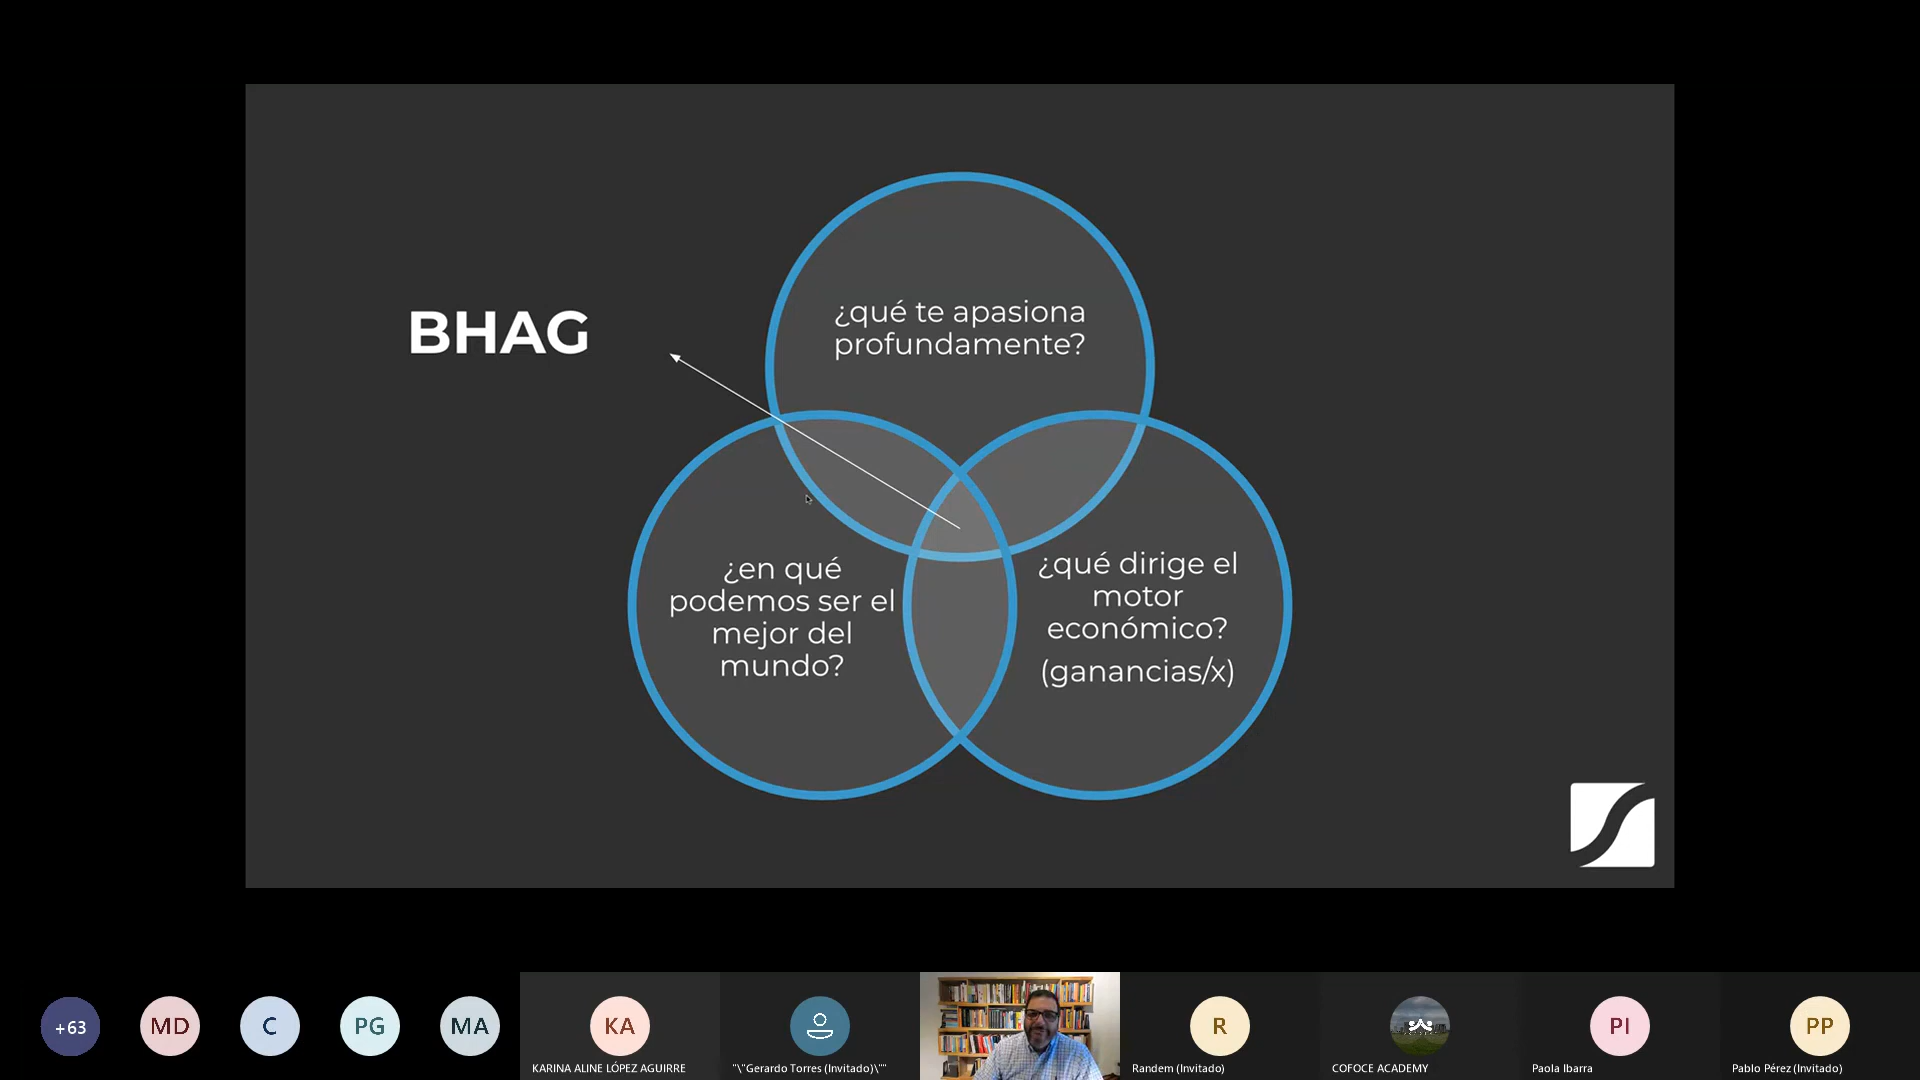 BHAG
¿qué te apasiona
profundamente?
¿en qué
podemos ser el
mejor del
mundo?
¿qué dirige el
motor
económico?
(ganancias/x)
+63
MD
C
PG
MA
KA
KARINA ALINE LÓPEZ AGUIRRE
"\"Gerardo Torres (Invitado)\""
R
Randem (Invitado)
COFOCE ACADEMY
PI
Paola Ibarra
PP
Pablo Pérez (Invitado)